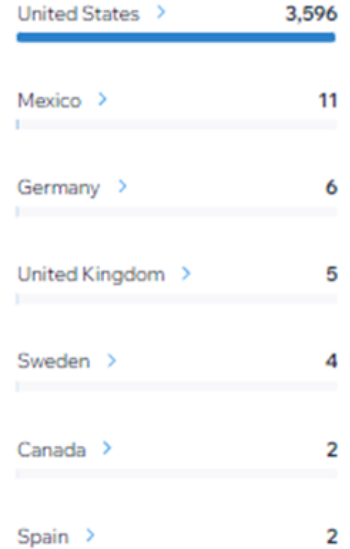 United States > 3,596
Mexico > 11
Germany > 6
United Kingdom > 5
Sweden > 4
Canada > 2
Spain > 2